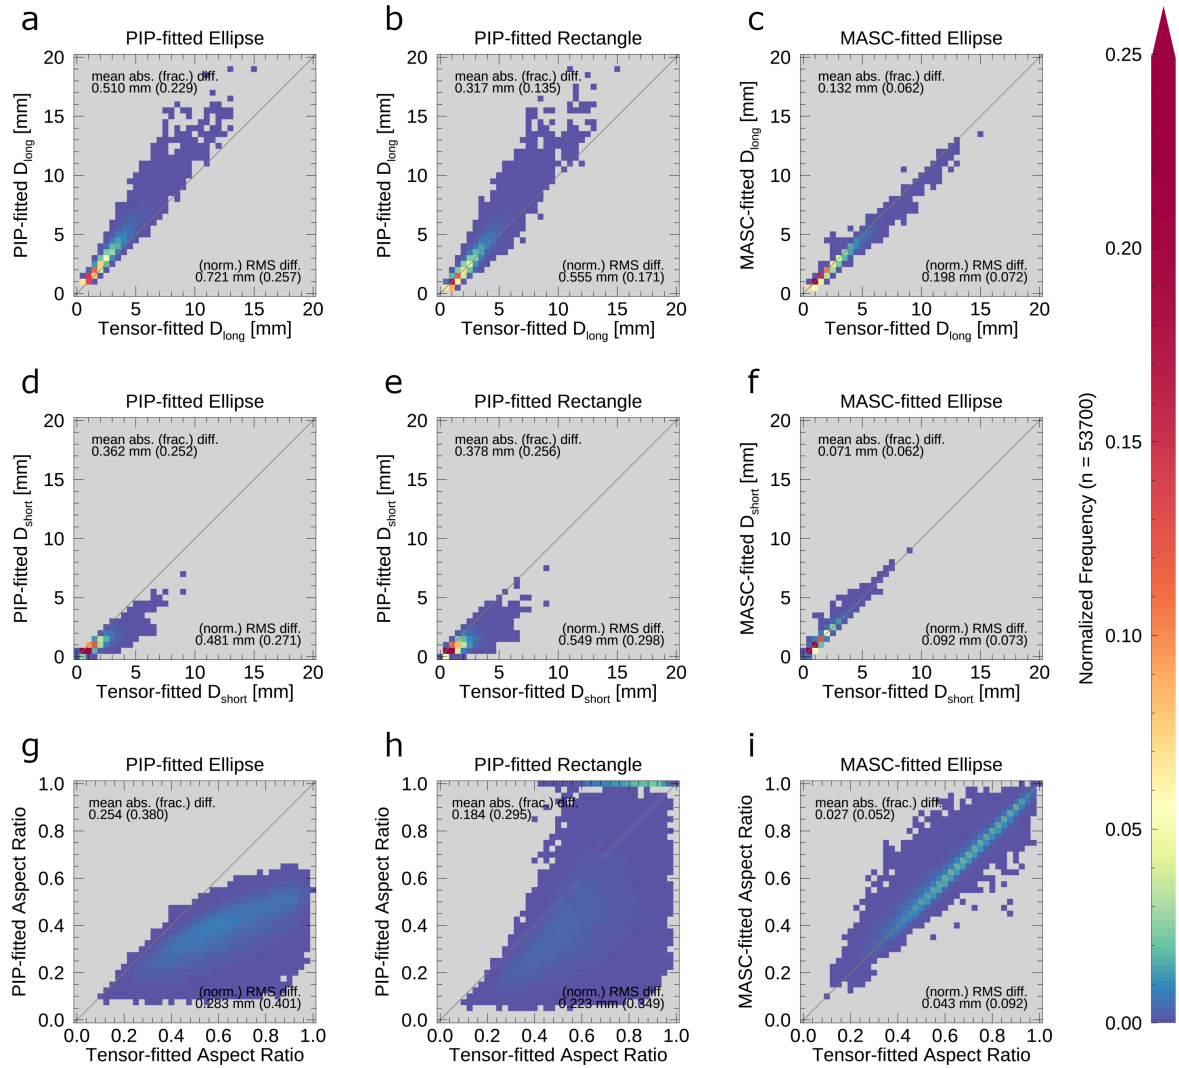 a
PIP-fitted Ellipse
mean abs. (frac.) diff.
0.510 mm (0.229)
(norm.) RMS diff.
0.721 mm (0.257)
PIP-fitted D_long [mm]
20
15
10
5
0
0 5 10 15 20
Tensor-fitted D_long [mm]
b
PIP-fitted Rectangle
mean abs. (frac.) diff.
0.317 mm (0.135)
(norm.) RMS diff.
0.555 mm (0.171)
PIP-fitted D_long [mm]
20
15
10
5
0
0 5 10 15 20
Tensor-fitted D_long [mm]
c
MASC-fitted Ellipse
mean abs. (frac.) diff.
0.132 mm (0.062)
(norm.) RMS diff.
0.198 mm (0.072)
MASC-fitted D_long [mm]
20
15
10
5
0
0 5 10 15 20
Tensor-fitted D_long [mm]
d
PIP-fitted Ellipse
mean abs. (frac.) diff.
0.362 mm (0.252)
(norm.) RMS diff.
0.481 mm (0.271)
PIP-fitted D_short [mm]
20
15
10
5
0
0 5 10 15 20
Tensor-fitted D_short [mm]
e
PIP-fitted Rectangle
mean abs. (frac.) diff.
0.378 mm (0.256)
(norm.) RMS diff.
0.549 mm (0.298)
PIP-fitted D_short [mm]
20
15
10
5
0
0 5 10 15 20
Tensor-fitted D_short [mm]
f
MASC-fitted Ellipse
mean abs. (frac.) diff.
0.071 mm (0.062)
(norm.) RMS diff.
0.092 mm (0.073)
MASC-fitted D_short [mm]
20
15
10
5
0
0 5 10 15 20
Tensor-fitted D_short [mm]
g
PIP-fitted Ellipse
mean abs. (frac.) diff.
0.254 (0.380)
(norm.) RMS diff.
0.283 mm (0.401)
PIP-fitted Aspect Ratio
1.0
0.8
0.6
0.4
0.2
0.0
0.0 0.2 0.4 0.6 0.8 1.0
Tensor-fitted Aspect Ratio
h
PIP-fitted Rectangle
mean abs. (frac.) diff.
0.184 (0.295)
(norm.) RMS diff.
0.223 mm (0.349)
PIP-fitted Aspect Ratio
1.0
0.8
0.6
0.4
0.2
0.0
0.0 0.2 0.4 0.6 0.8 1.0
Tensor-fitted Aspect Ratio
i
MASC-fitted Ellipse
mean abs. (frac.) diff.
0.027 (0.052)
(norm.) RMS diff.
0.043 mm (0.092)
MASC-fitted Aspect Ratio
1.0
0.8
0.6
0.4
0.2
0.0
0.0 0.2 0.4 0.6 0.8 1.0
Tensor-fitted Aspect Ratio
Normalized Frequency (n = 53700)
0.25
0.20
0.15
0.10
0.05
0.00